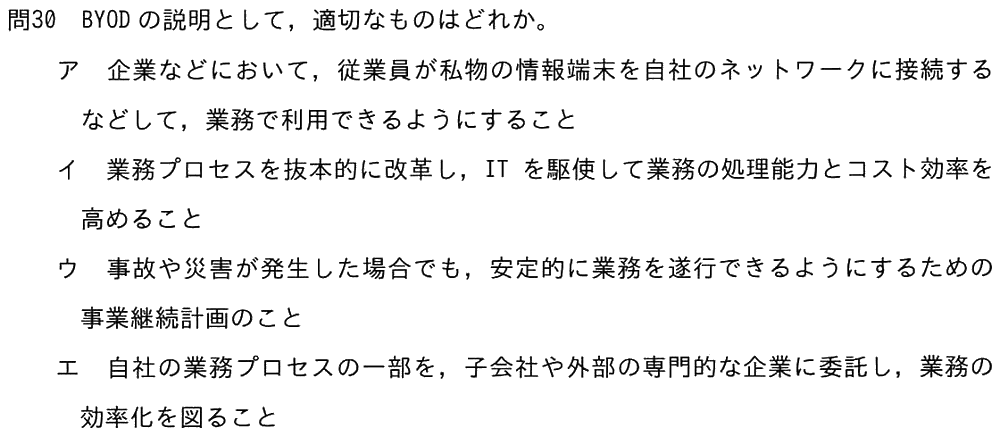 問30　BYOD の説明として，適切なものはどれか。
ア　企業などにおいて，従業員が私物の情報端末を自社のネットワークに接続する
などして，業務で利用できるようにすること
イ　業務プロセスを抜本的に改革し，IT を駆使して業務の処理能力とコスト効率を
高めること
ウ　事故や災害が発生した場合でも，安定的に業務を遂行できるようにするための
事業継続計画のこと
エ　自社の業務プロセスの一部を，子会社や外部の専門的な企業に委託し，業務の
効率化を図ること